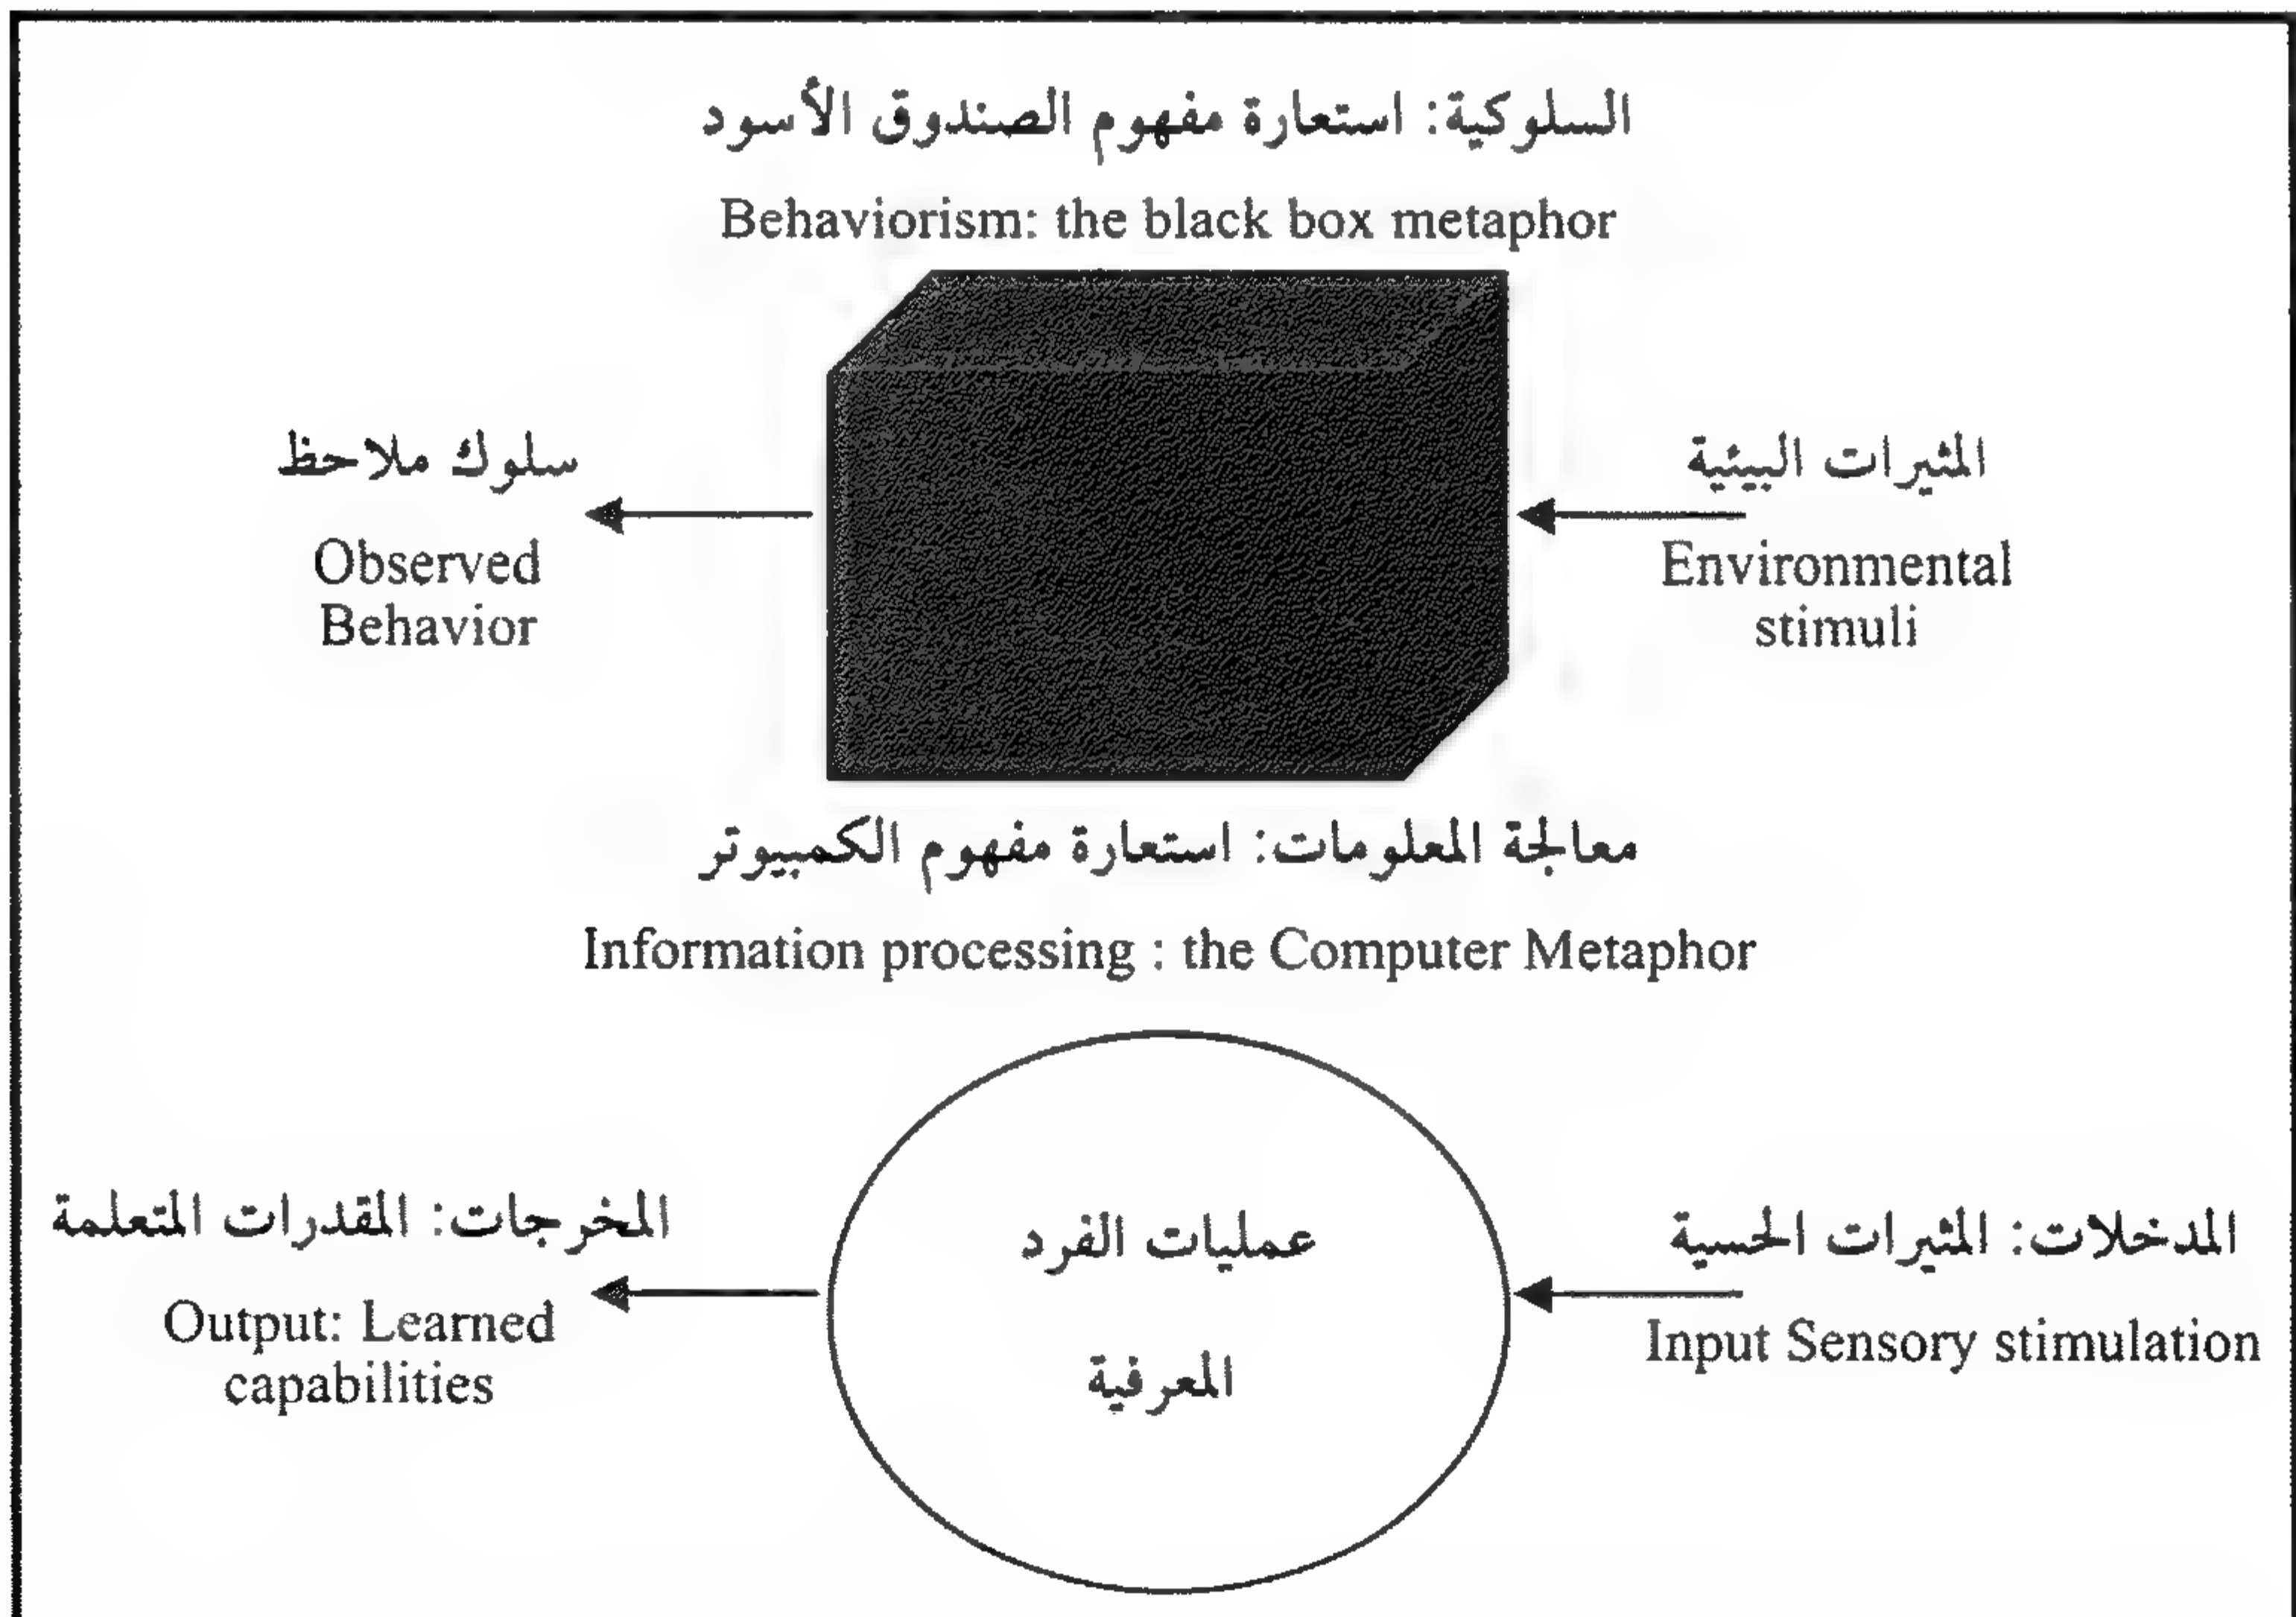 السلوكية: استعارة مفهوم الصندوق الأسود
Behaviorism: the black box metaphor
المثيرات البيئية
Environmental
stimuli
سلوك ملاحظ
Observed
Behavior
معالجة المعلومات: استعارة مفهوم الكمبيوتر
Information processing : the Computer Metaphor
المدخلات: المثيرات الحسية
Input Sensory stimulation
عمليات الفرد
المعرفية
المخرجات: المقدرات المتعلمة
Output: Learned
capabilities